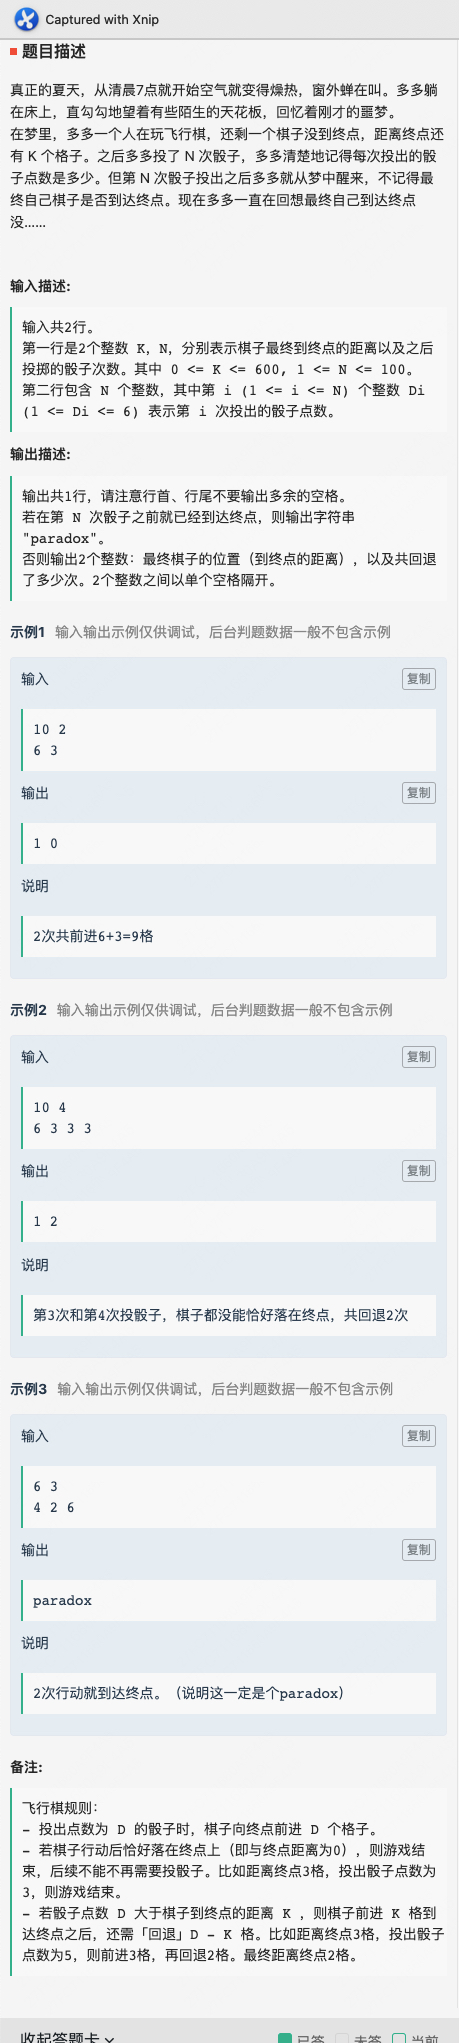 Captured with Xnip
题目描述
真正的夏天，从清晨7点就开始空气就变得燥热，窗外蝉在叫。多多躺
在床上，直勾勾地望着有些陌生的天花板，回忆着刚才的噩梦。
在梦里，多多一个人在玩飞行棋，还剩一个棋子没到终点，距离终点还
有 K 个格子。之后多多投了 N 次骰子，多多清楚地记得每次投出的骰
子点数是多少。但第 N 次骰子投出之后多多就从梦中醒来，不记得最
终自己棋子是否到达终点。现在多多一直在回想最终自己到达终点
没......
输入描述:
输入共2行。
第一行是2个整数 K，N，分别表示棋子最终到终点的距离以及之后
投掷的骰子次数。其中 0 <= K <= 600, 1 <= N <= 100。
第二行包含 N 个整数，其中第 i (1 <= i <= N) 个整数 Di
(1 <= Di <= 6) 表示第 i 次投出的骰子点数。
输出描述:
输出共1行，请注意行首、行尾不要输出多余的空格。
若在第 N 次骰子之前就已经到达终点，则输出字符串
"paradox"。
否则输出2个整数：最终棋子的位置（到终点的距离），以及共回退
了多少次。2个整数之间以单个空格隔开。
示例1 输入输出示例仅供调试，后台判题数据一般不包含示例
输入 复制
10 2
6 3
输出 复制
1 0
说明
2次共前进6+3=9格
示例2 输入输出示例仅供调试，后台判题数据一般不包含示例
输入 复制
10 4
6 3 3 3
输出 复制
1 2
说明
第3次和第4次投骰子，棋子都没能恰好落在终点，共回退2次
示例3 输入输出示例仅供调试，后台判题数据一般不包含示例
输入 复制
6 3
4 2 6
输出 复制
paradox
说明
2次行动就到达终点。（说明这一定是个paradox）
备注:
飞行棋规则：
- 投出点数为 D 的骰子时，棋子向终点前进 D 个格子。
- 若棋子行动后恰好落在终点上（即与终点距离为0），则游戏结
束，后续不能不再需要投骰子。比如距离终点3格，投出骰子点数为
3，则游戏结束。
- 若骰子点数 D 大于棋子到终点的距离 K ，则棋子前进 K 格到
达终点之后，还需「回退」D - K 格。比如距离终点3格，投出骰子
点数为5，则前进3格，再回退2格。最终距离终点2格。
收起答题卡 已答 未答 当前